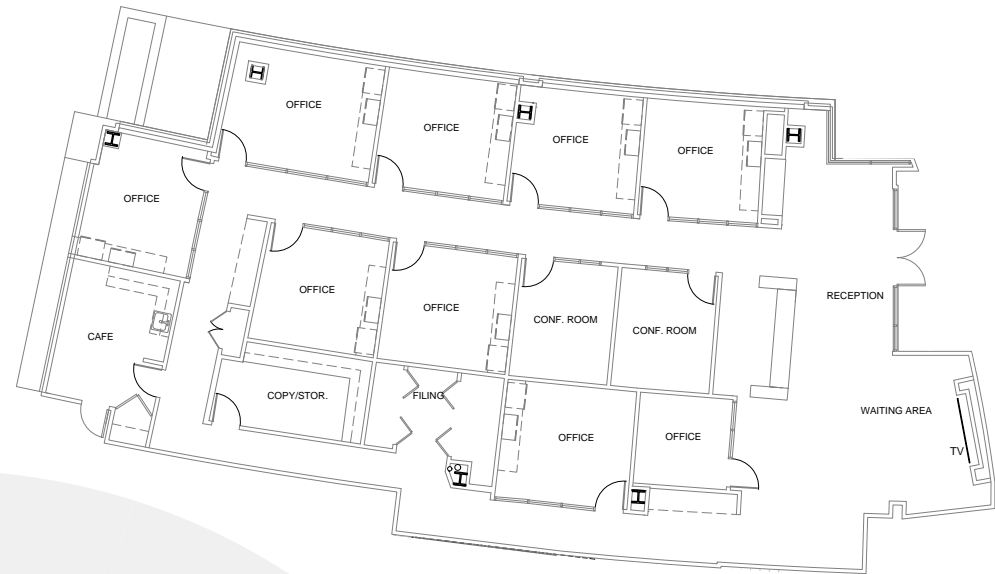 OFFICE
OFFICE
OFFICE
OFFICE
OFFICE
OFFICE
OFFICE
CONF. ROOM
CONF. ROOM
RECEPTION
CAFE
COPY/STOR.
FILING
OFFICE
OFFICE
WAITING AREA
TV